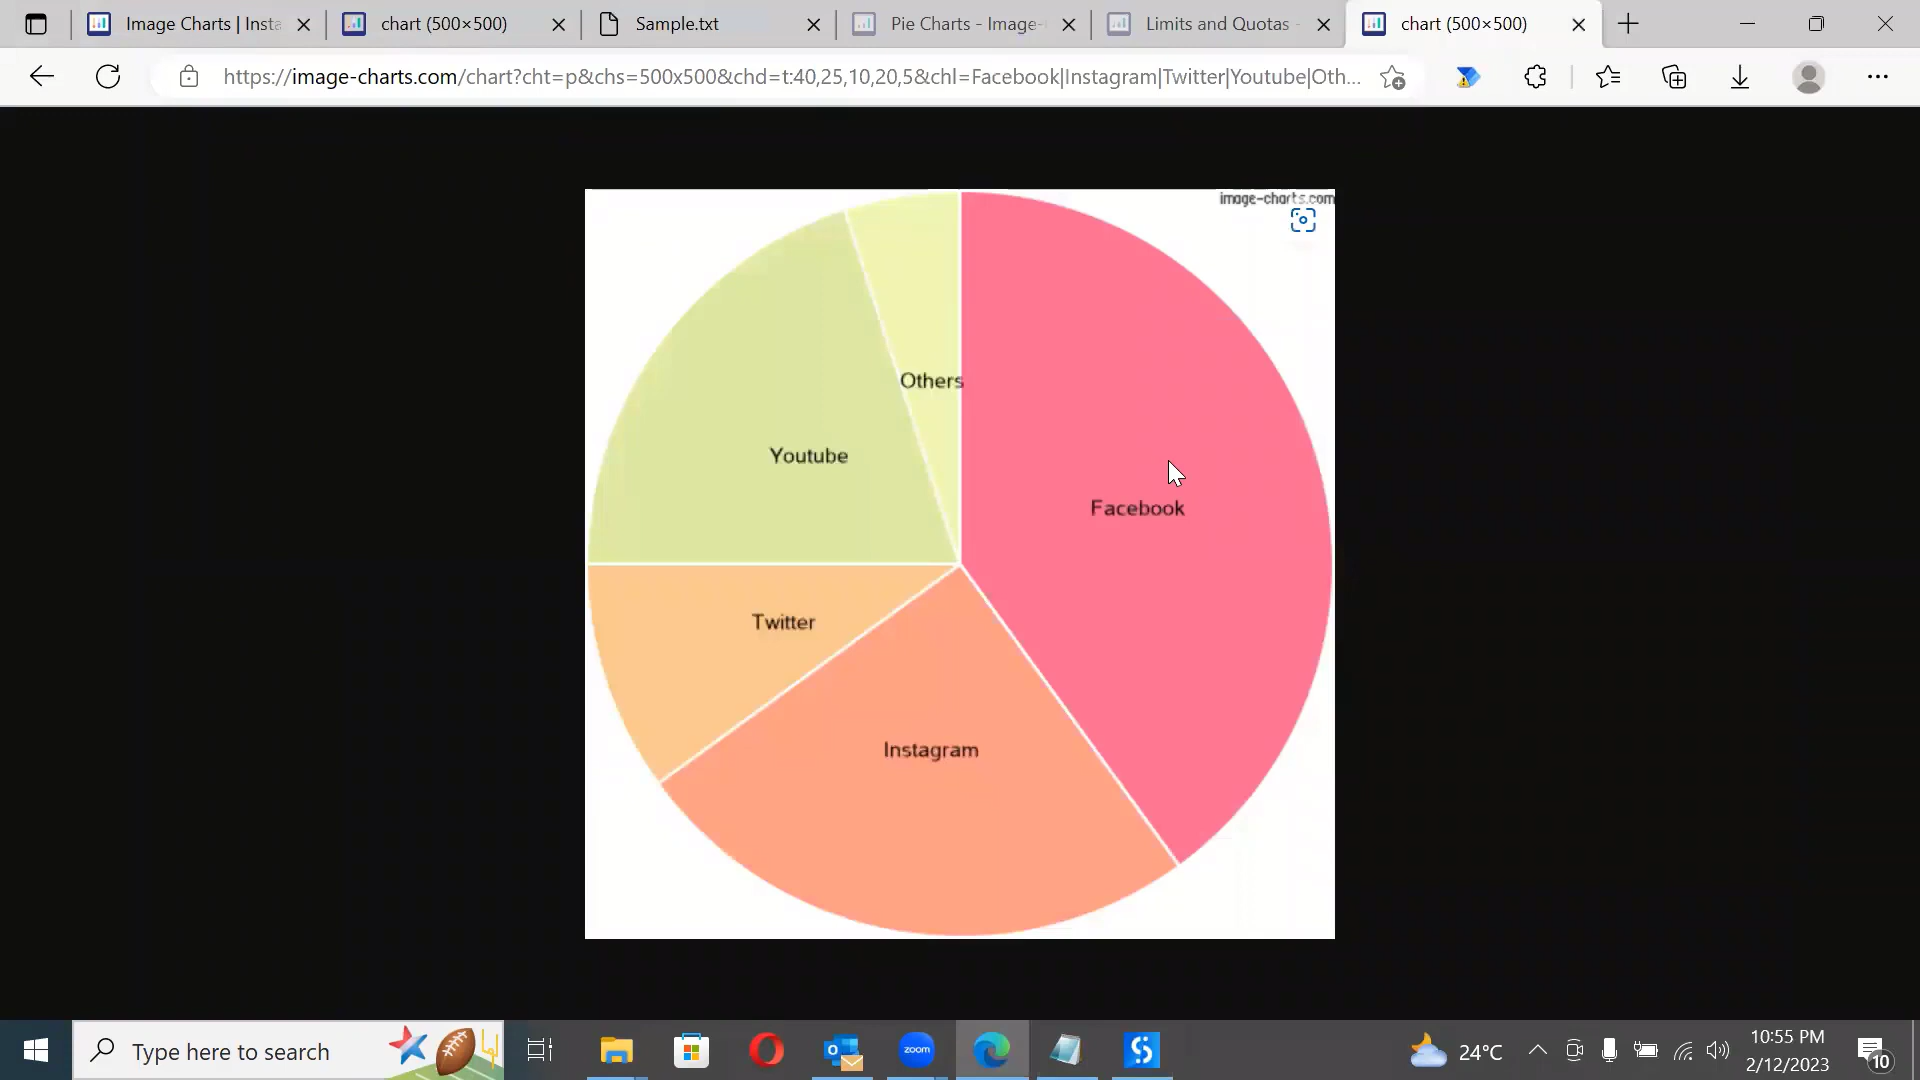 Image Charts | Insta
chart (500×500)
Sample.txt
Pie Charts - Image-
Limits and Quotas -
chart (500×500)
https://image-charts.com/chart?cht=p&chs=500x500&chd=t:40,25,10,20,5&chl=Facebook|Instagram|Twitter|Youtube|Oth...
image-charts.com
Others
Youtube
Facebook
Twitter
Instagram
Type here to search
zoom
24°C
10:55 PM
2/12/2023
10